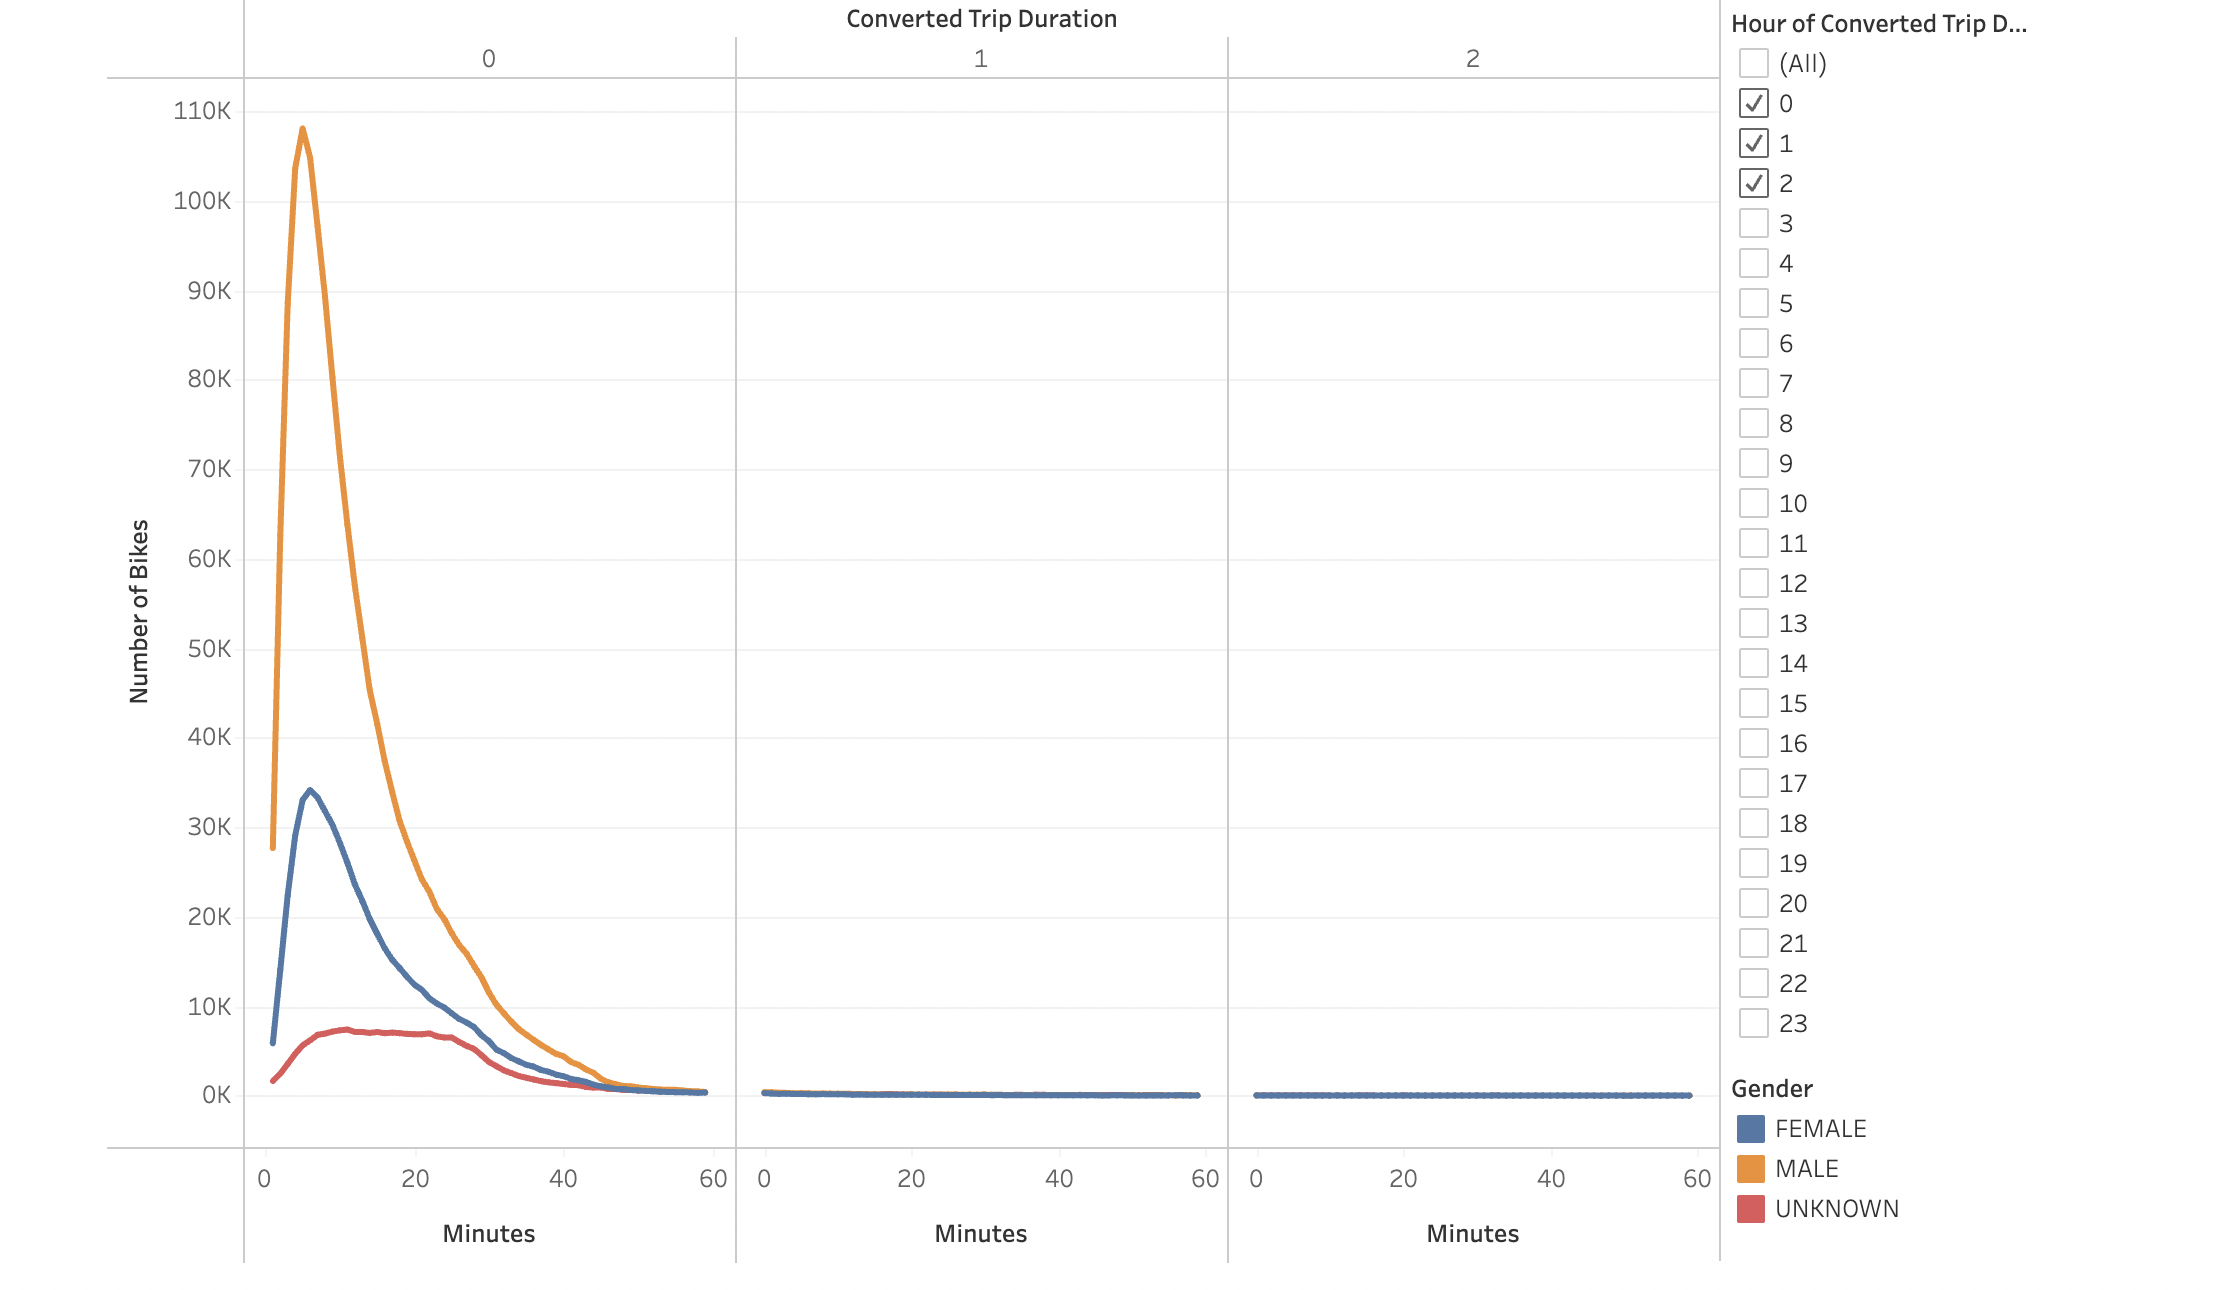 Converted Trip Duration
0 1 2
110K
100K
90K
80K
70K
60K
50K
40K
30K
20K
10K
0K
Number of Bikes
0 20 40 60 0 20 40 60 0 20 40 60
Minutes Minutes Minutes
Hour of Converted Trip D...
(All)
0
1
2
3
4
5
6
7
8
9
10
11
12
13
14
15
16
17
18
19
20
21
22
23
Gender
FEMALE
MALE
UNKNOWN